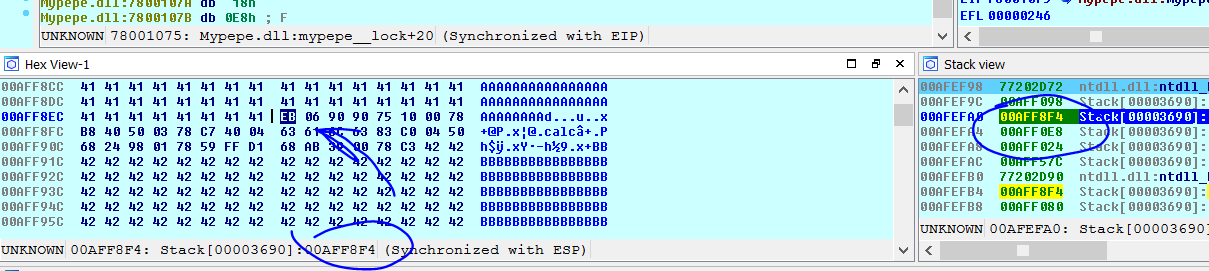 Mypepe.dll:7800107A db 18h
Mypepe.dll:7800107B db 0E8h ; F
UNKNOWN 78001075: Mypepe.dll:mypepe__lock+20 (Synchronized with EIP)
EFL 00000246
Hex View-1
00AFF8CC 41 41 41 41 41 41 41 41 41 41 41 41 41 41 41 41 AAAAAAAAAAAAAAAA
00AFF8DC 41 41 41 41 41 41 41 41 41 41 41 41 41 41 41 41 AAAAAAAAAAAAAAAA
00AFF8EC 41 41 41 41 41 41 41 41 EB 06 90 90 75 10 00 78 AAAAAAAAd...u..x
00AFF8FC B8 40 50 03 78 C7 40 04 63 61 6C 63 83 C0 04 50 +@P.x¦@.calcâ+.P
00AFF90C 68 24 98 01 78 59 FF D1 68 AB 39 00 78 C3 42 42 h$ÿ.xY--h½9.x+BB
00AFF91C 42 42 42 42 42 42 42 42 42 42 42 42 42 42 42 42 BBBBBBBBBBBBBBBB
00AFF92C 42 42 42 42 42 42 42 42 42 42 42 42 42 42 42 42 BBBBBBBBBBBBBBBB
00AFF93C 42 42 42 42 42 42 42 42 42 42 42 42 42 42 42 42 BBBBBBBBBBBBBBBB
00AFF94C 42 42 42 42 42 42 42 42 42 42 42 42 42 42 42 42 BBBBBBBBBBBBBBBB
00AFF95C 42 42 42 42 42 42 42 42 42 42 42 42 42 42 42 42 BBBBBBBBBBBBBBBB
UNKNOWN 00AFF8F4: Stack[00003690]:00AFF8F4 (Synchronized with ESP)
Stack view
00AFEF98 77202D72 ntdll.dll:ntdll_
00AFEF9C 00AFF098 Stack[00003690]:
00AFEFA0 00AFF8F4 Stack[00003690]:
00AFEFA4 00AFF0E8 Stack[00003690]:
00AFEFA8 00AFF024 Stack[00003690]:
00AFEFAC 00AFF57C Stack[00003690]:
00AFEFB0 77202D90 ntdll.dll:ntdll_
00AFEFB4 00AFF8F4 Stack[00003690]:
00AFEFB8 00AFF080 Stack[00003690]:
UNKNOWN 00AFEFA0: Stack[00003690]